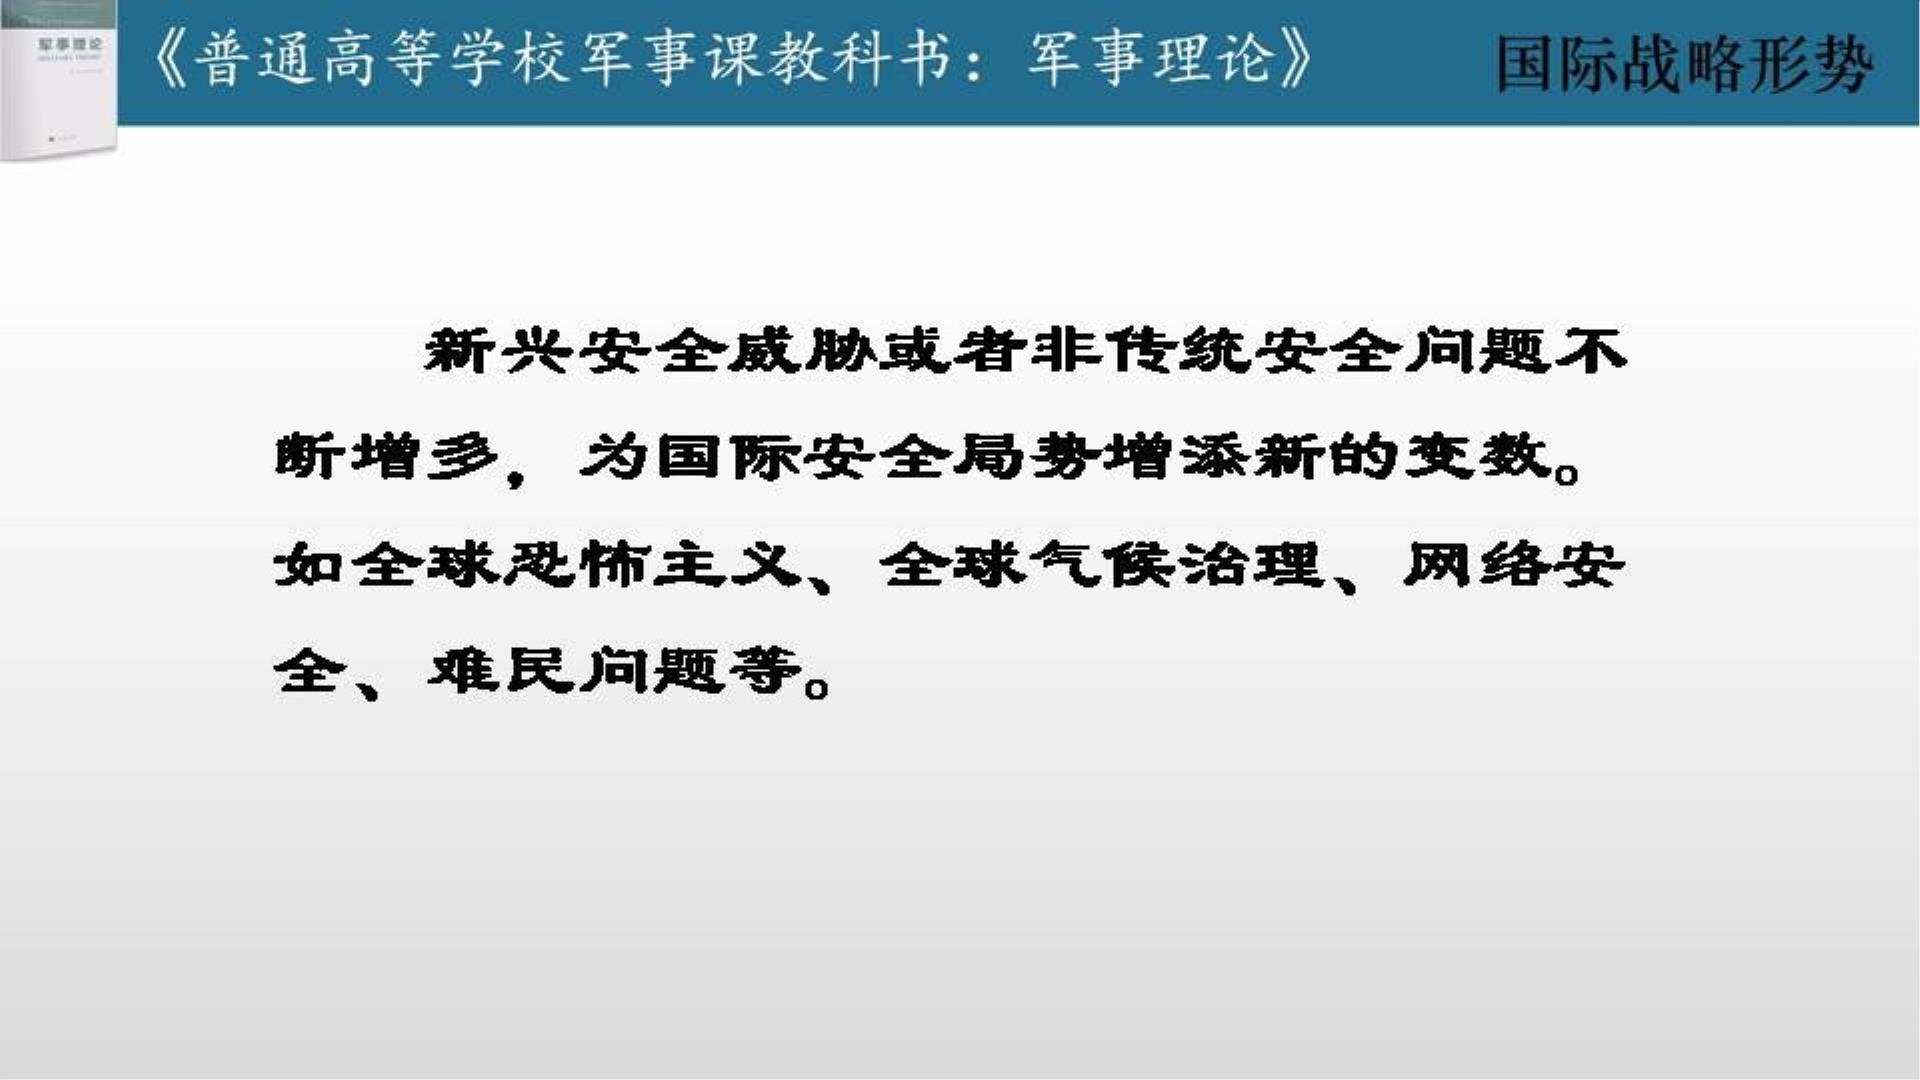 军事理论
《普通高等学校军事课教科书：军事理论》
国际战略形势
新兴安全威胁或者非传统安全问题不
断增多，为国际安全局势增添新的变数。
如全球恐怖主义、全球气候治理、网络安
全、难民问题等。